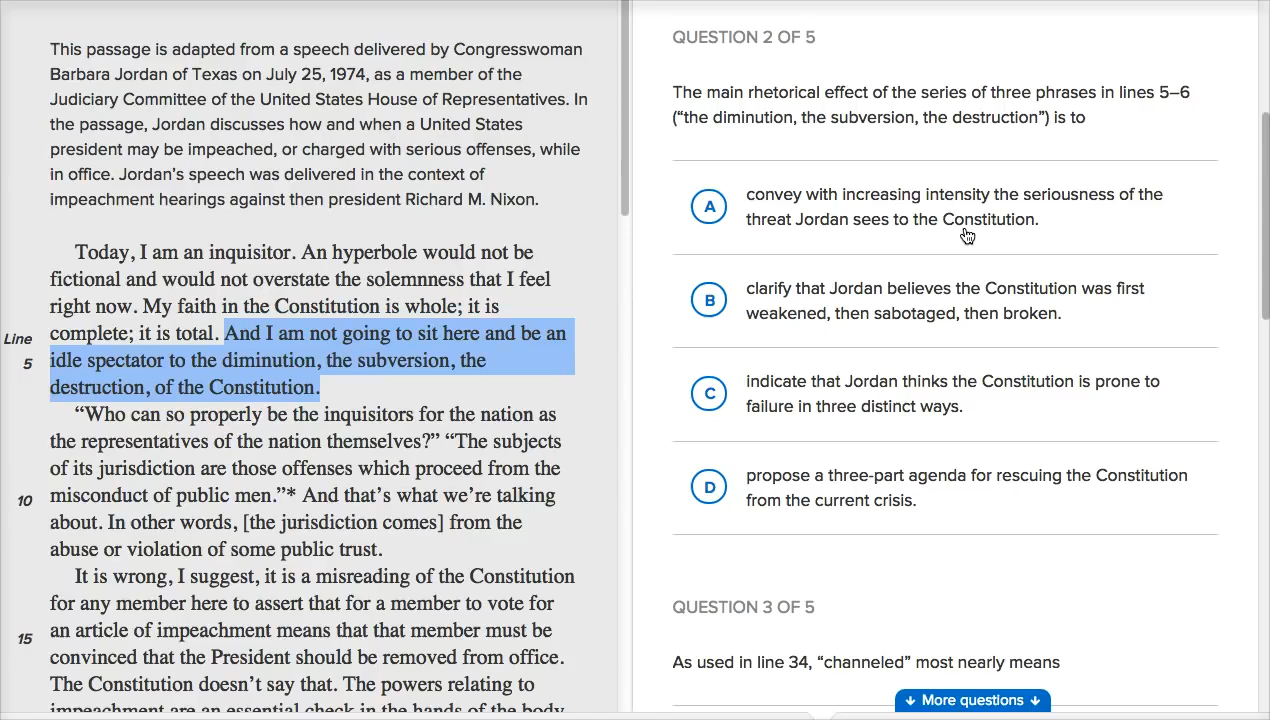 This passage is adapted from a speech delivered by Congresswoman
Barbara Jordan of Texas on July 25, 1974, as a member of the
Judiciary Committee of the United States House of Representatives. In
the passage, Jordan discusses how and when a United States
president may be impeached, or charged with serious offenses, while
in office. Jordan’s speech was delivered in the context of
impeachment hearings against then president Richard M. Nixon.
Today, I am an inquisitor. An hyperbole would not be
fictional and would not overstate the solemnness that I feel
right now. My faith in the Constitution is whole; it is
Line complete; it is total. And I am not going to sit here and be an
5 idle spectator to the diminution, the subversion, the
destruction, of the Constitution.
“Who can so properly be the inquisitors for the nation as
the representatives of the nation themselves?” “The subjects
of its jurisdiction are those offenses which proceed from the
10 misconduct of public men.”* And that’s what we’re talking
about. In other words, [the jurisdiction comes] from the
abuse or violation of some public trust.
It is wrong, I suggest, it is a misreading of the Constitution
for any member here to assert that for a member to vote for
15 an article of impeachment means that that member must be
convinced that the President should be removed from office.
The Constitution doesn’t say that. The powers relating to
impeachment are an essential check in the hands of the body
QUESTION 2 OF 5
The main rhetorical effect of the series of three phrases in lines 5–6
(“the diminution, the subversion, the destruction”) is to
A convey with increasing intensity the seriousness of the
threat Jordan sees to the Constitution.
B clarify that Jordan believes the Constitution was first
weakened, then sabotaged, then broken.
C indicate that Jordan thinks the Constitution is prone to
failure in three distinct ways.
D propose a three-part agenda for rescuing the Constitution
from the current crisis.
QUESTION 3 OF 5
As used in line 34, “channeled” most nearly means
↓ More questions ↓